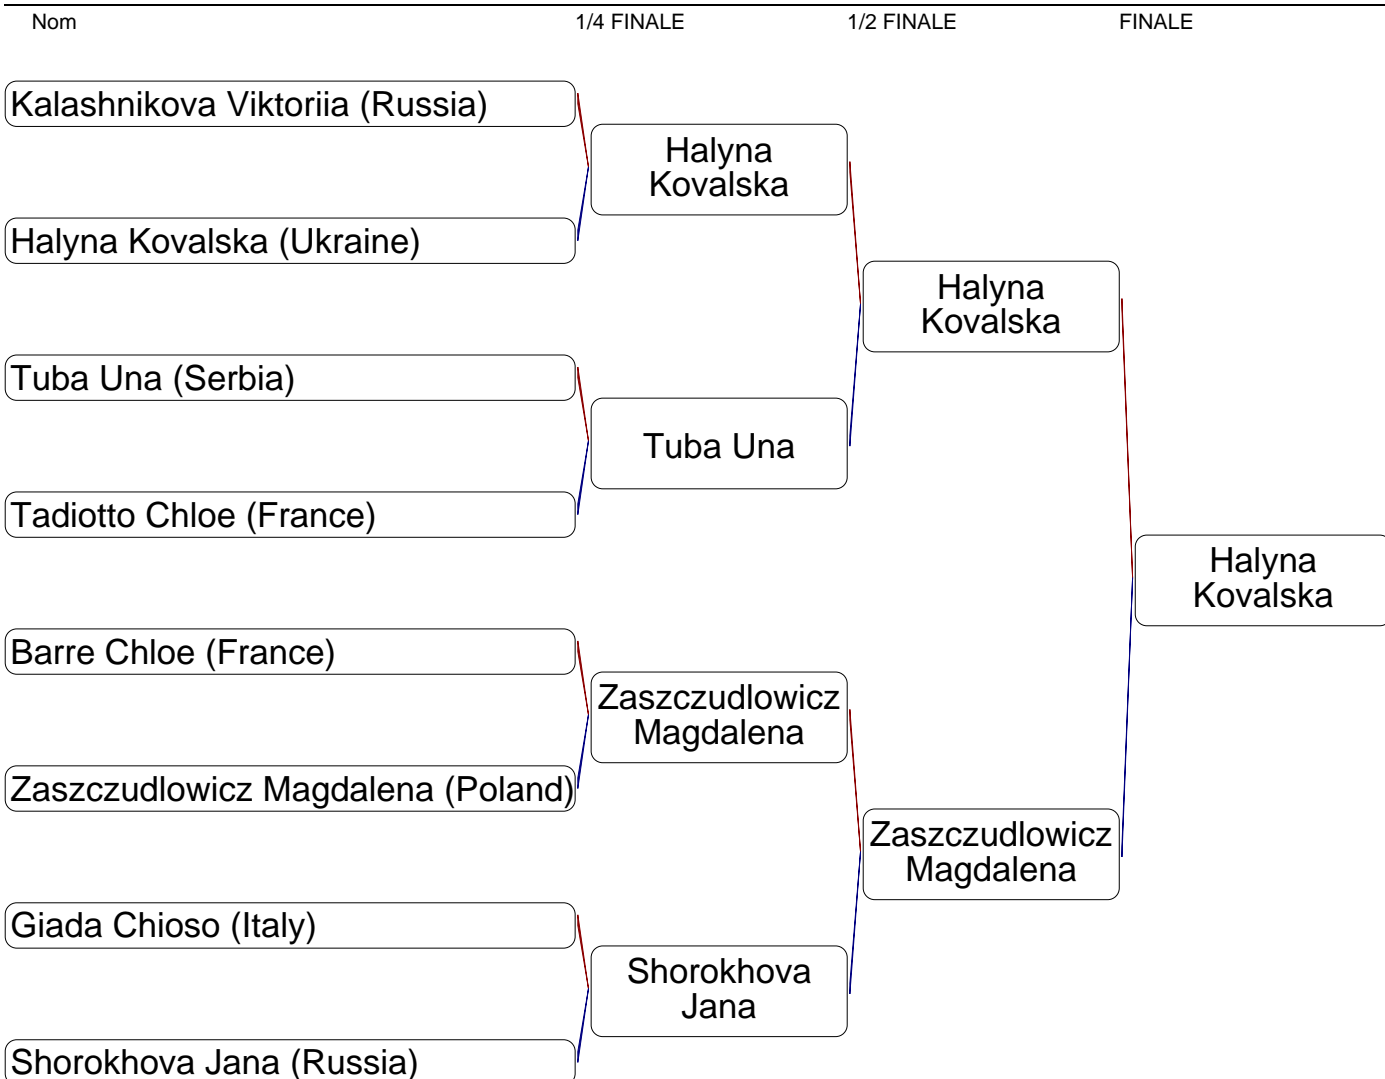 Nom 1/4 FINALE 1/2 FINALE FINALE
Kalashnikova Viktoriia (Russia)
Halyna
Kovalska
Halyna Kovalska (Ukraine)
Halyna
Kovalska
Tuba Una (Serbia)
Tuba Una
Tadiotto Chloe (France)
Halyna
Kovalska
Barre Chloe (France)
Zaszczudlowicz
Magdalena
Zaszczudlowicz Magdalena (Poland)
Zaszczudlowicz
Magdalena
Giada Chioso (Italy)
Shorokhova
Jana
Shorokhova Jana (Russia)